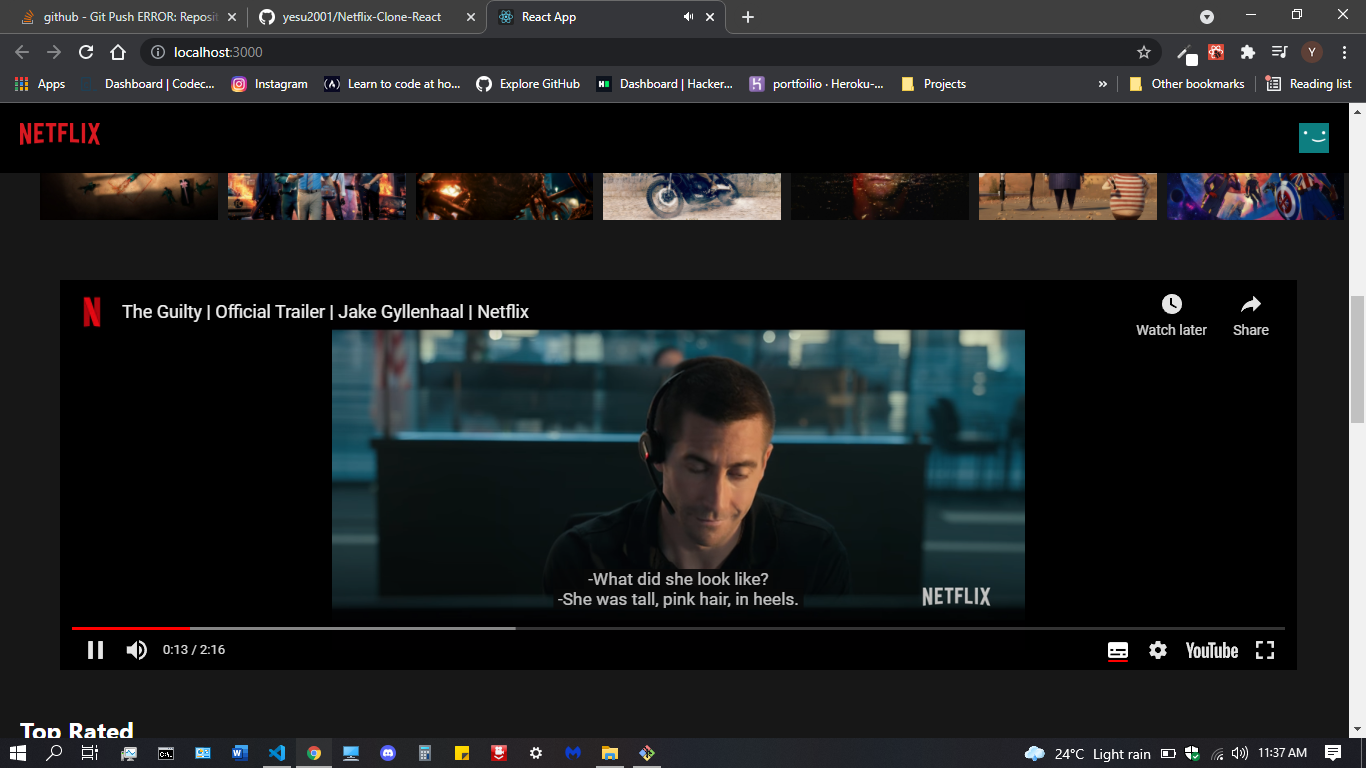 github - Git Push ERROR: Reposit
yesu2001/Netflix-Clone-React
React App
localhost:3000
Y
Apps
Dashboard | Codec...
Instagram
Learn to code at ho...
Explore GitHub
Dashboard | Hacker...
portfoilio · Heroku-...
Projects
»
Other bookmarks
Reading list
NETFLIX
The Guilty | Official Trailer | Jake Gyllenhaal | Netflix
Watch later
Share
-What did she look like?
-She was tall, pink hair, in heels.
NETFLIX
0:13 / 2:16
YouTube
Top Rated
24°C Light rain
11:37 AM